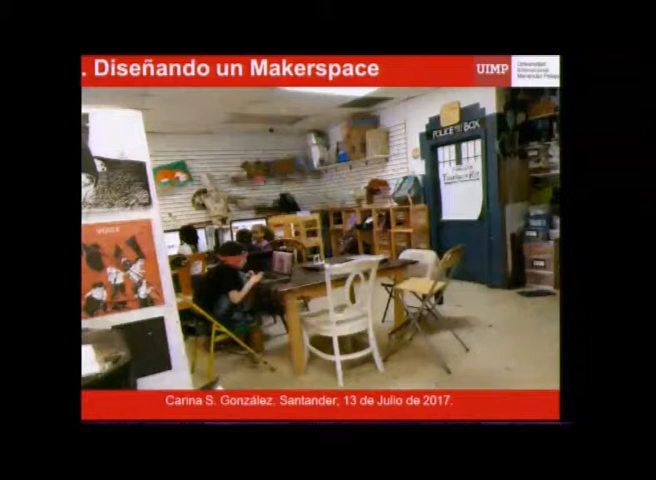 . Diseñando un Makerspace
UIMP
Universidad
Internacional
Menéndez Pelayo
POLICE BOX
VOICE
Carina S. González. Santander, 13 de Julio de 2017.